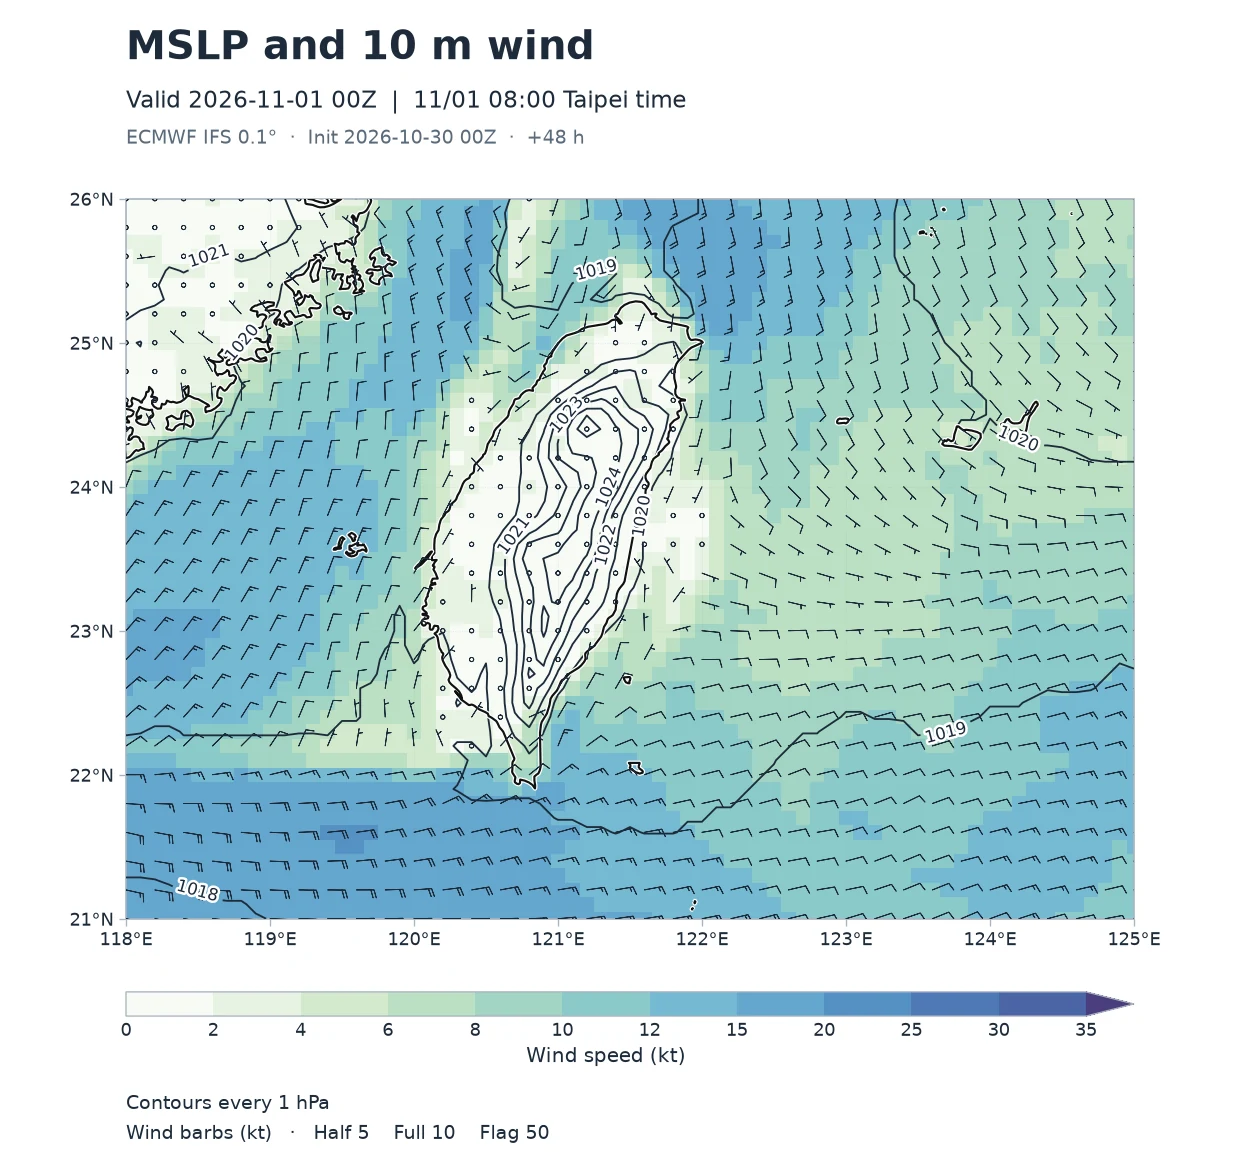 MSLP and 10 m wind
Valid 2026-11-01 00Z | 11/01 08:00 Taipei time
ECMWF IFS 0.1° · Init 2026-10-30 00Z · +48 h
26°N
1021
1019
25°N
1020
1023
1020
24°N
1024
1020
1021
1022
23°N
1019
22°N
1018
21°N
118°E 119°E 120°E 121°E 122°E 123°E 124°E 125°E
0 2 4 6 8 10 12 15 20 25 30 35
Wind speed (kt)
Contours every 1 hPa
Wind barbs (kt) · Half 5 Full 10 Flag 50